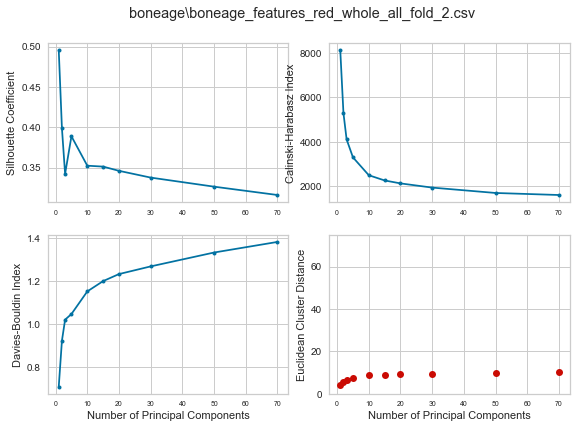 boneage\boneage_features_red_whole_all_fold_2.csv
Silhouette Coefficient
0.50
0.45
0.40
0.35
0 10 20 30 40 50 60 70
Calinski-Harabasz Index
8000
6000
4000
2000
0 10 20 30 40 50 60 70
Davies-Bouldin Index
1.4
1.2
1.0
0.8
0 10 20 30 40 50 60 70
Number of Principal Components
Euclidean Cluster Distance
60
40
20
0
0 10 20 30 40 50 60 70
Number of Principal Components